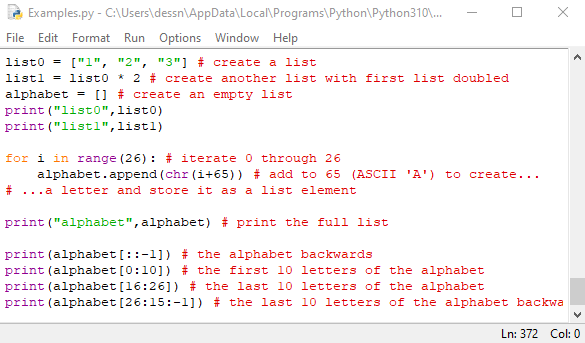 Examples.py - C:\Users\dessn\AppData\Local\Programs\Python\Python310\...
File Edit Format Run Options Window Help
list0 = ["1", "2", "3"] # create a list
list1 = list0 * 2 # create another list with first list doubled
alphabet = [] # create an empty list
print("list0",list0)
print("list1",list1)
for i in range(26): # iterate 0 through 26
    alphabet.append(chr(i+65)) # add to 65 (ASCII 'A') to create...
# ...a letter and store it as a list element
print("alphabet",alphabet) # print the full list
print(alphabet[::-1]) # the alphabet backwards
print(alphabet[0:10]) # the first 10 letters of the alphabet
print(alphabet[16:26]) # the last 10 letters of the alphabet
print(alphabet[26:15:-1]) # the last 10 letters of the alphabet backwa
Ln: 372 Col: 0